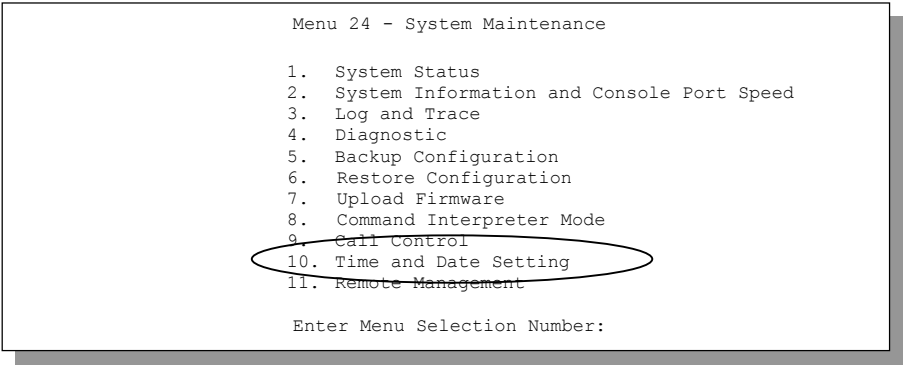 Menu 24 - System Maintenance
1. System Status
2. System Information and Console Port Speed
3. Log and Trace
4. Diagnostic
5. Backup Configuration
6. Restore Configuration
7. Upload Firmware
8. Command Interpreter Mode
9. Call Control
10. Time and Date Setting
11. Remote Management
Enter Menu Selection Number: